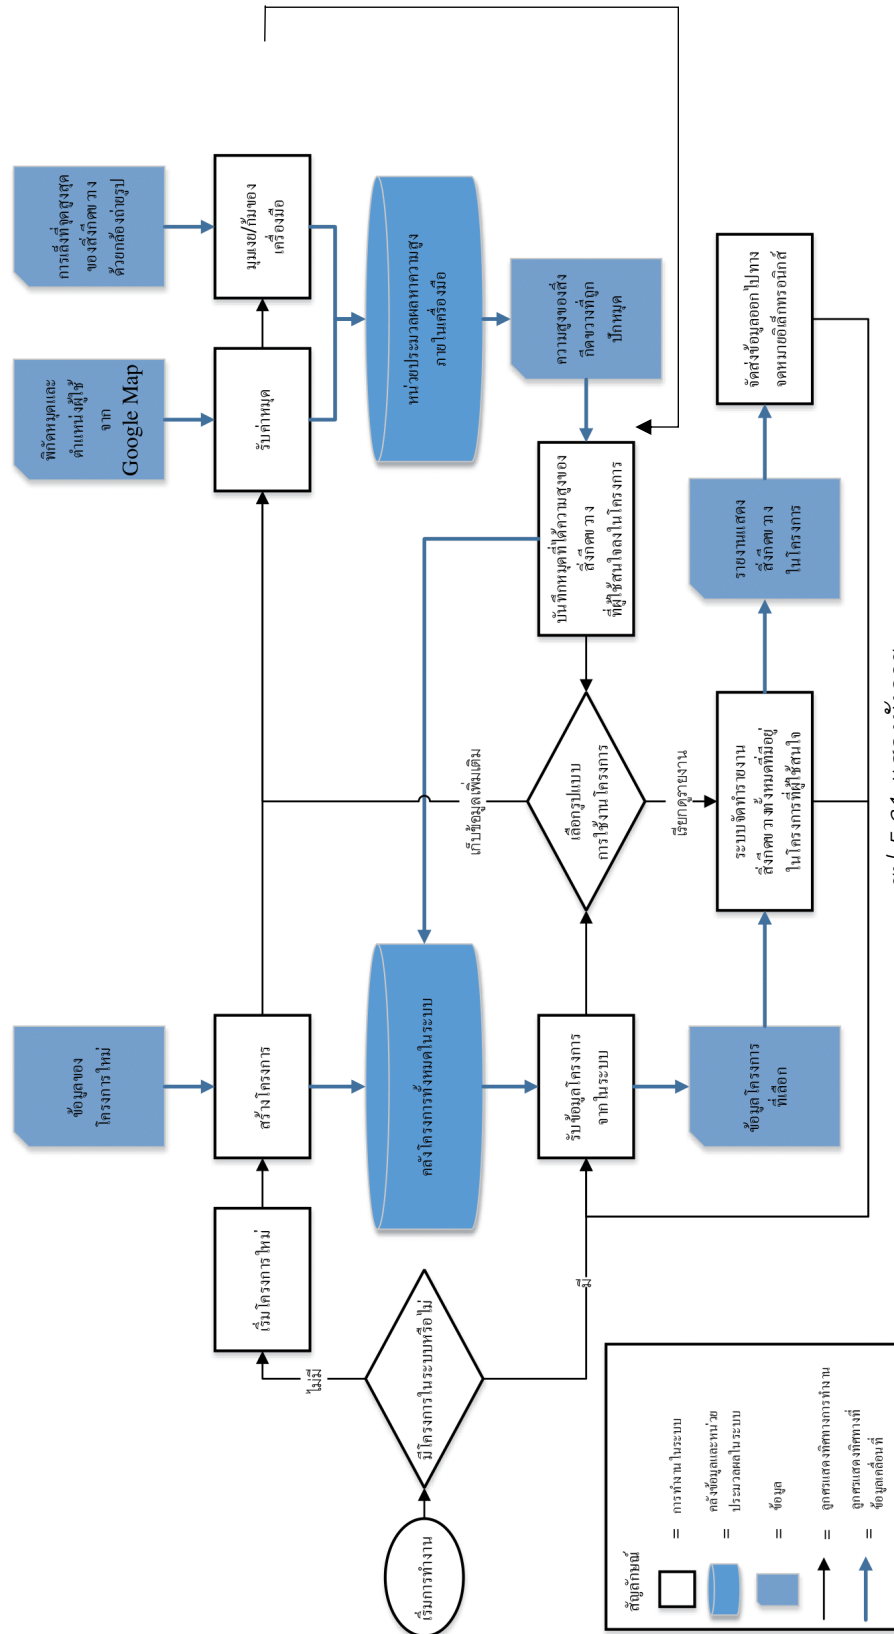 เริ่มการทำงาน
มีโครงการในระบบหรือไม่
ไม่มี
มี
เริ่มโครงการใหม่
ข้อมูลของ
โครงการใหม่
สร้างโครงการ
คลังโครงการทั้งหมดในระบบ
รับข้อมูลโครงการ
จากในระบบ
ข้อมูลโครงการ
ที่เลือก
เก็บข้อมูลเพิ่มเติม
เลือกรูปแบบ
การใช้งานโครงการ
เรียกดูรายงาน
ระบบจัดทำรายงาน
สิ่งกีดขวางทั้งหมดที่มีอยู่
ในโครงการที่ผู้ใช้สนใจ
พิกัดหมุดและ
ตำแหน่งผู้ใช้
จาก
Google Map
รับค่าหมุด
การเล็งที่จุดสูงสุด
ของสิ่งกีดขวาง
ด้วยกล้องถ่ายรูป
มุมเงย/ก้มของ
เครื่องมือ
หน่วยประมวลผลหาความสูง
ภายในเครื่องมือ
ความสูงของสิ่ง
กีดขวางที่ถูก
ปักหมุด
บันทึกหมุดที่ได้ความสูงของ
สิ่งกีดขวาง
ที่ผู้ใช้สนใจลงในโครงการ
รายงานแสดง
สิ่งกีดขวาง
ในโครงการ
จัดส่งข้อมูลออกไปทาง
จดหมายอิเล็กทรอนิกส์
สัญลักษณ์
= การทำงานในระบบ
= คลังข้อมูลและหน่วย
ประมวลผลในระบบ
= ข้อมูล
= ลูกศรแสดงทิศทางการทำงาน
= ลูกศรแสดงทิศทางที่
ข้อมูลเคลื่อนที่